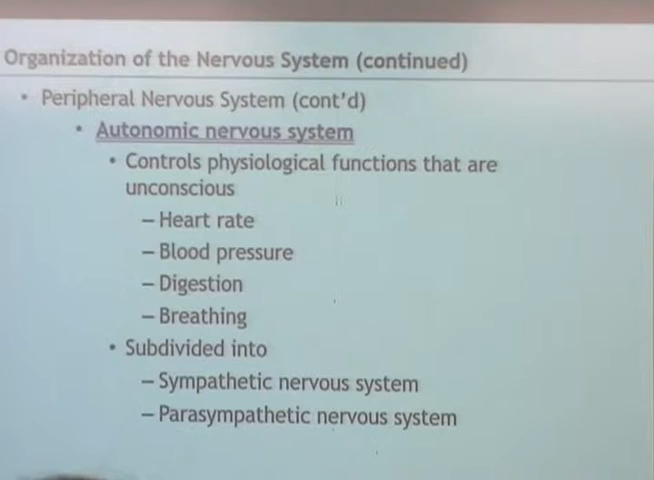 Organization of the Nervous System (continued)
• Peripheral Nervous System (cont'd)
• Autonomic nervous system
• Controls physiological functions that are
unconscious
– Heart rate
– Blood pressure
– Digestion
– Breathing
• Subdivided into
– Sympathetic nervous system
– Parasympathetic nervous system